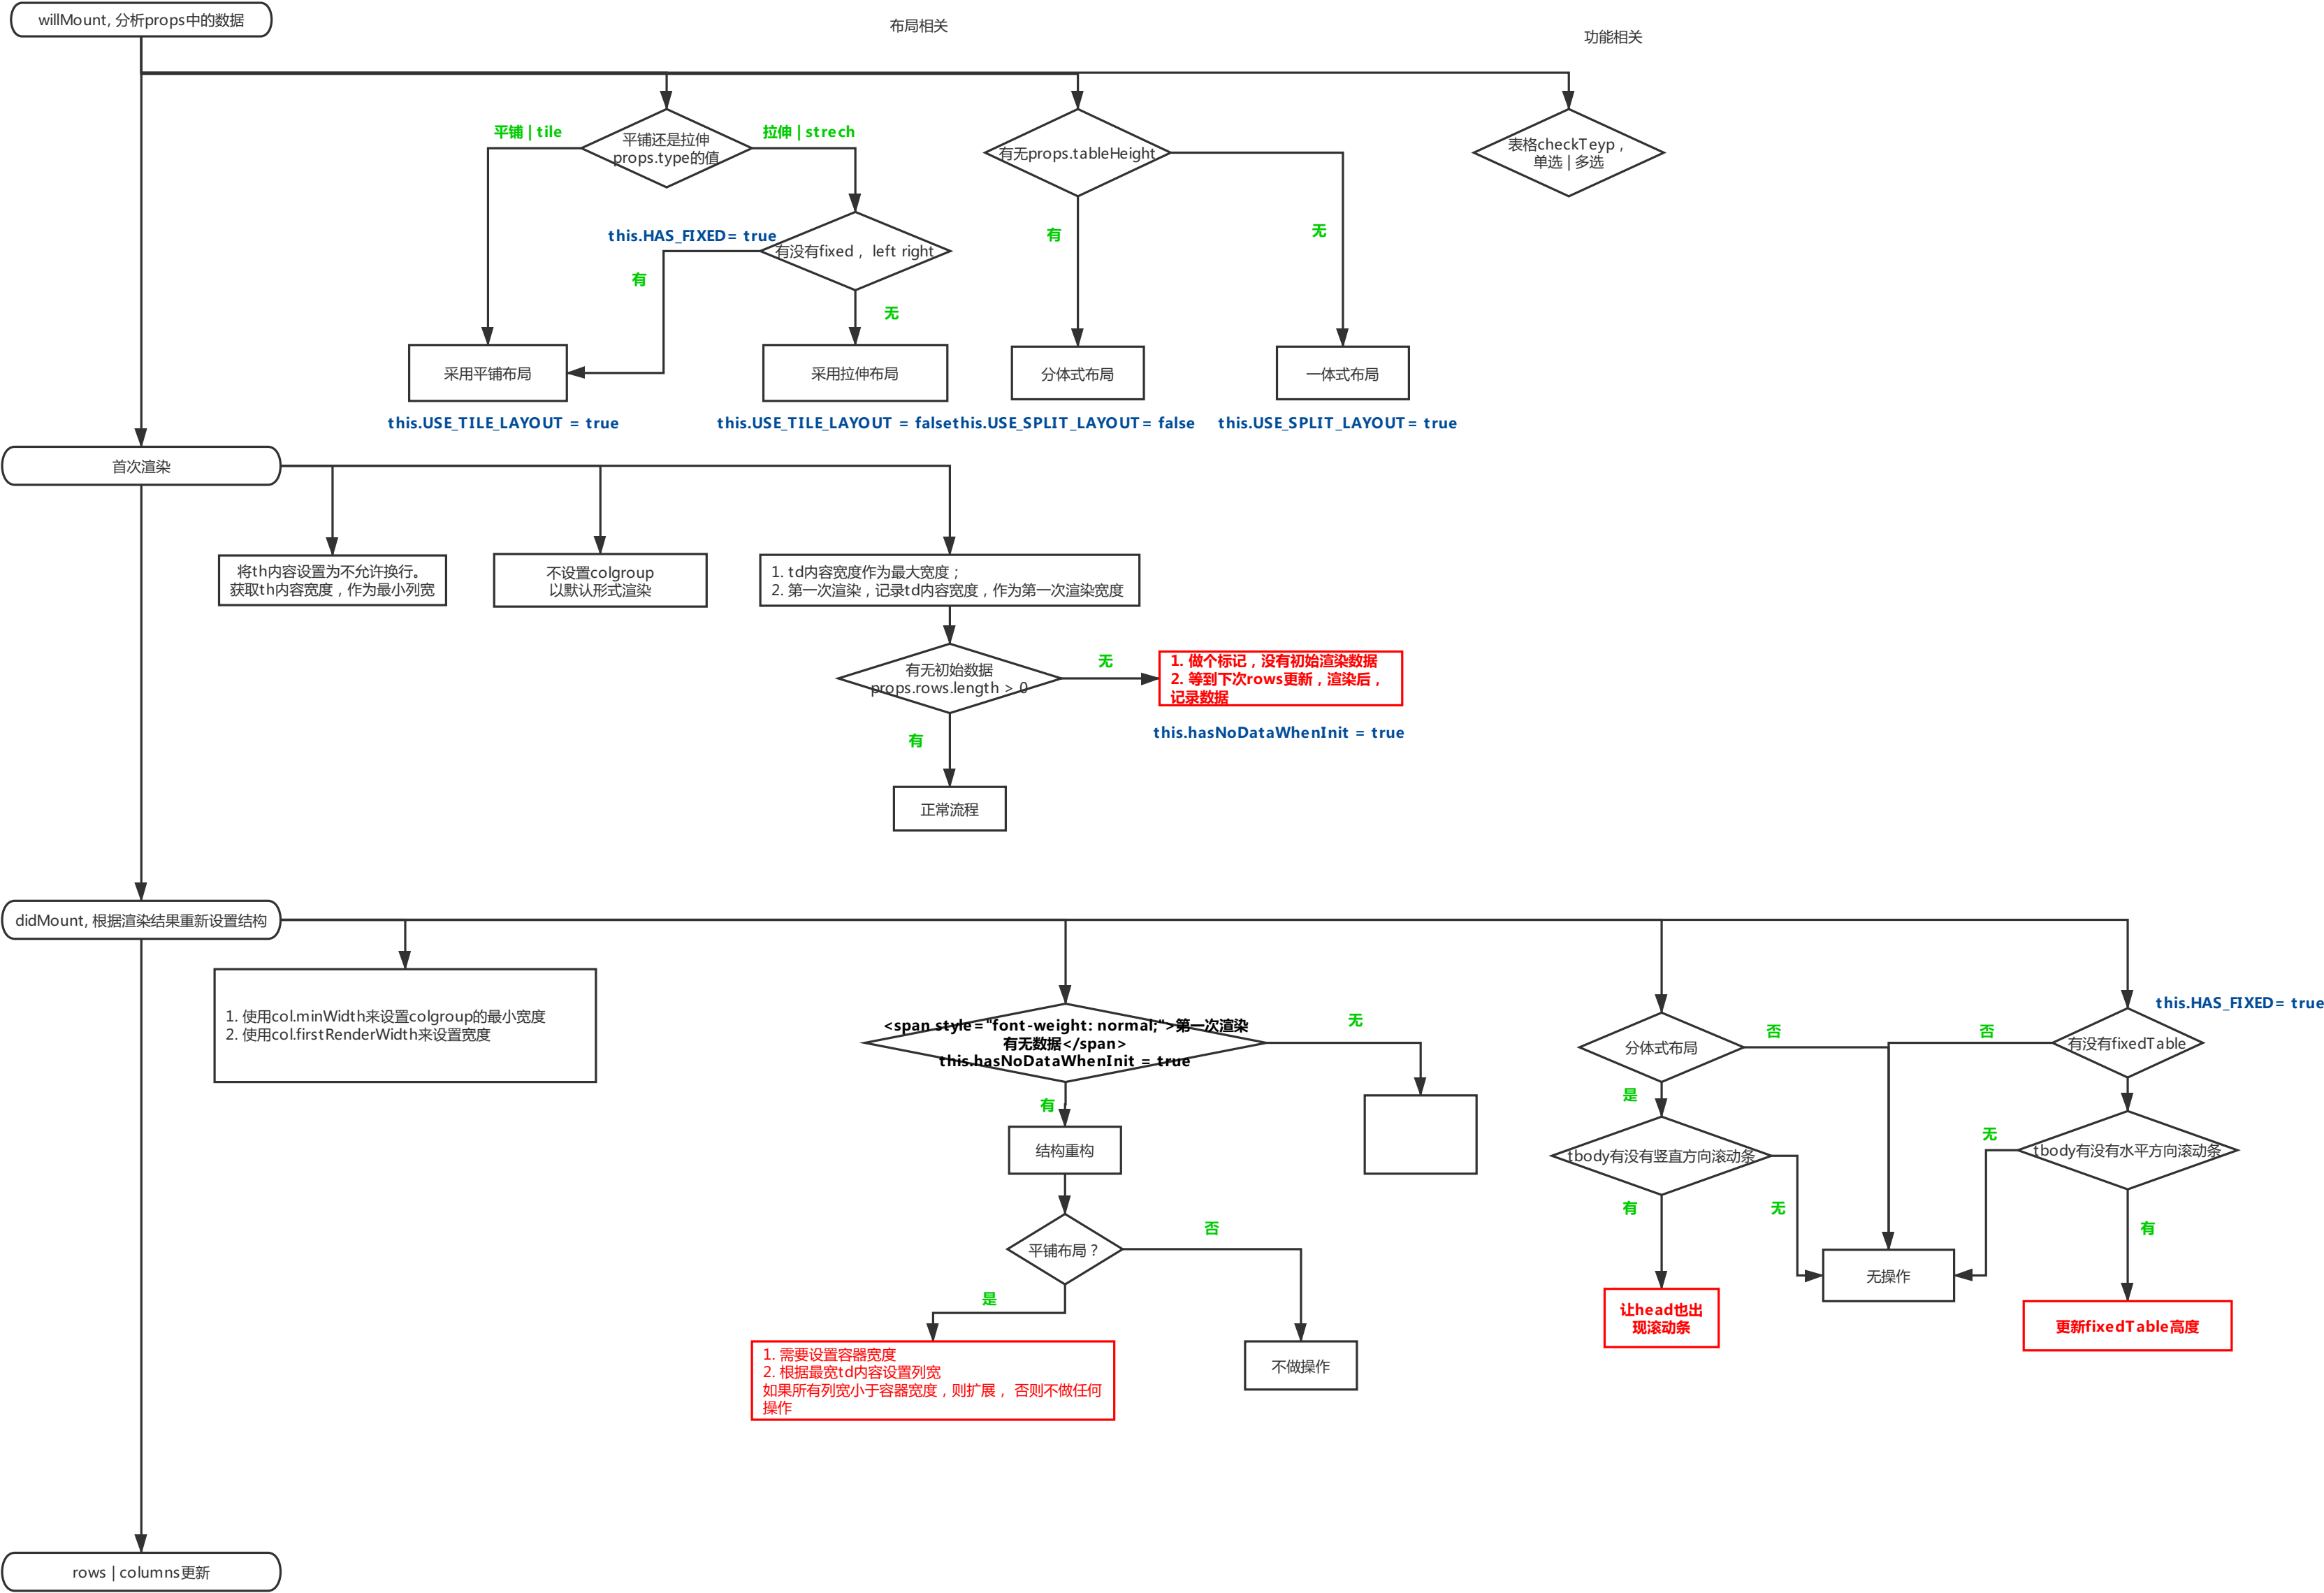 willMount, 分析props中的数据
布局相关
功能相关
平铺 | tile
平铺还是拉伸
props.type的值
拉伸 | strech
有无props.tableHeight
表格checkTeyp，
单选 | 多选
this.HAS_FIXED= true
有没有fixed， left right
有
无
有
无
采用平铺布局
采用拉伸布局
分体式布局
一体式布局
this.USE_TILE_LAYOUT = true
this.USE_TILE_LAYOUT = false
this.USE_SPLIT_LAYOUT= false
this.USE_SPLIT_LAYOUT= true
首次渲染
将th内容设置为不允许换行。
获取th内容宽度，作为最小列宽
不设置colgroup
以默认形式渲染
1. td内容宽度作为最大宽度；
2. 第一次渲染，记录td内容宽度，作为第一次渲染宽度
有无初始数据
props.rows.length > 0
无
1. 做个标记，没有初始渲染数据
2. 等到下次rows更新，渲染后，
记录数据
this.hasNoDataWhenInit = true
有
正常流程
didMount, 根据渲染结果重新设置结构
1. 使用col.minWidth来设置colgroup的最小宽度
2. 使用col.firstRenderWidth来设置宽度
<span style="font-weight: normal;">第一次渲染
有无数据</span>
this.hasNoDataWhenInit = true
无
有
结构重构
平铺布局？
否
是
1. 需要设置容器宽度
2. 根据最宽td内容设置列宽
如果所有列宽小于容器宽度，则扩展， 否则不做任何
操作
不做操作
this.HAS_FIXED= true
分体式布局
否
否
有没有fixedTable
是
tbody有没有竖直方向滚动条
无
tbody有没有水平方向滚动条
有
无
有
无操作
让head也出
现滚动条
更新fixedTable高度
rows | columns更新